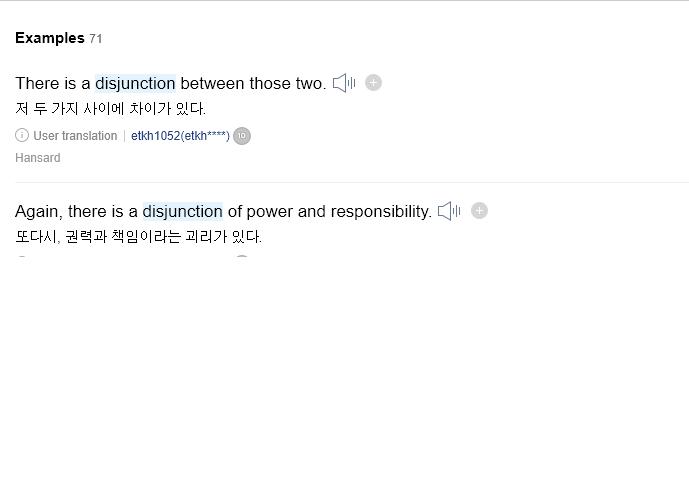 Examples 71
There is a disjunction between those two.
저 두 가지 사이에 차이가 있다.
User translation | etkh1052(etkh****) 10
Hansard
Again, there is a disjunction of power and responsibility.
또다시, 권력과 책임이라는 괴리가 있다.